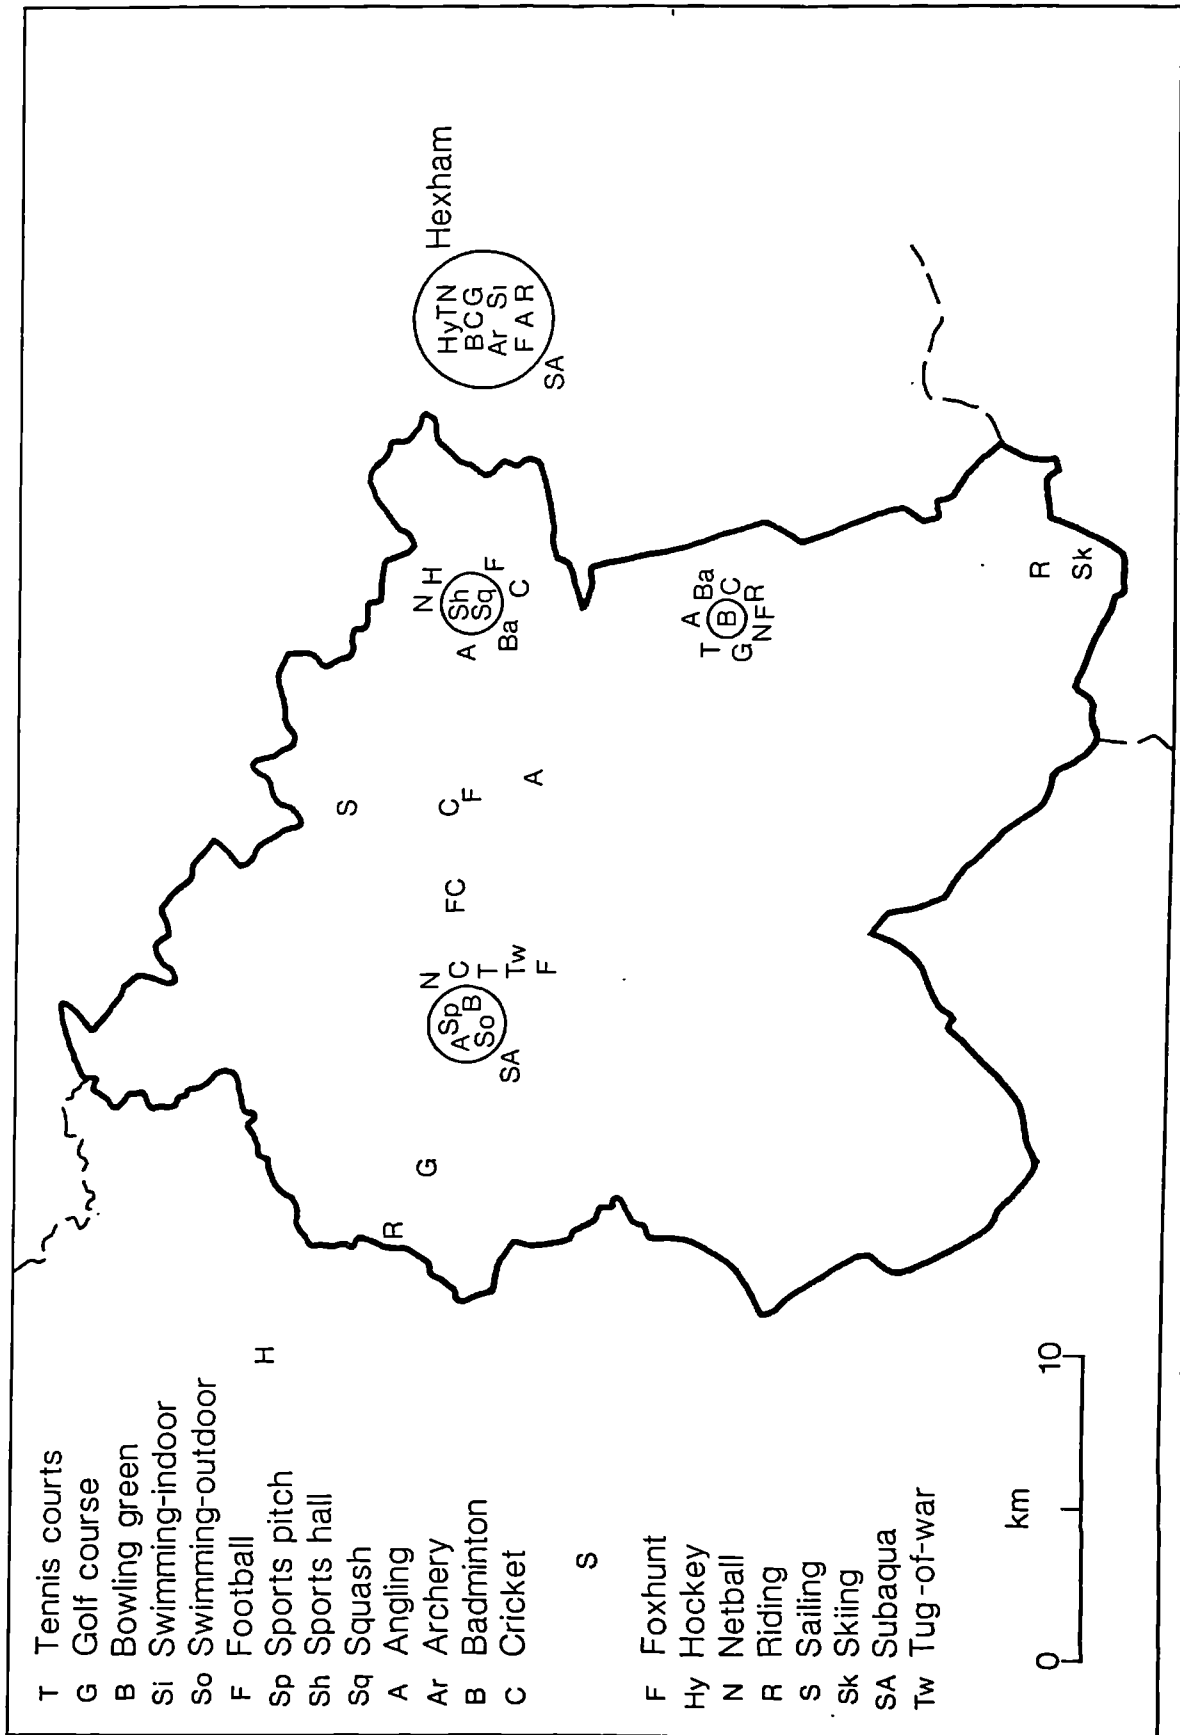 T Tennis courts
G Golf course
B Bowling green
Si Swimming-indoor
So Swimming-outdoor
F Football
Sp Sports pitch
Sh Sports hall
Sq Squash
A Angling
Ar Archery
B Badminton
C Cricket
F Foxhunt
Hy Hockey
N Netball
R Riding
S Sailing
Sk Skiing
SA Subaqua
Tw Tug-of-war
H
S
0 km 10
R
G
A Sp
So B
SA
N
C
T
Tw
F
FC
C
F
S
A
N H
Sh
Sq
A
Ba
F
C
T A Ba
G B C
N F R
R
Sk
Hexham
HyTN
BCG
Ar Si
F A R
SA